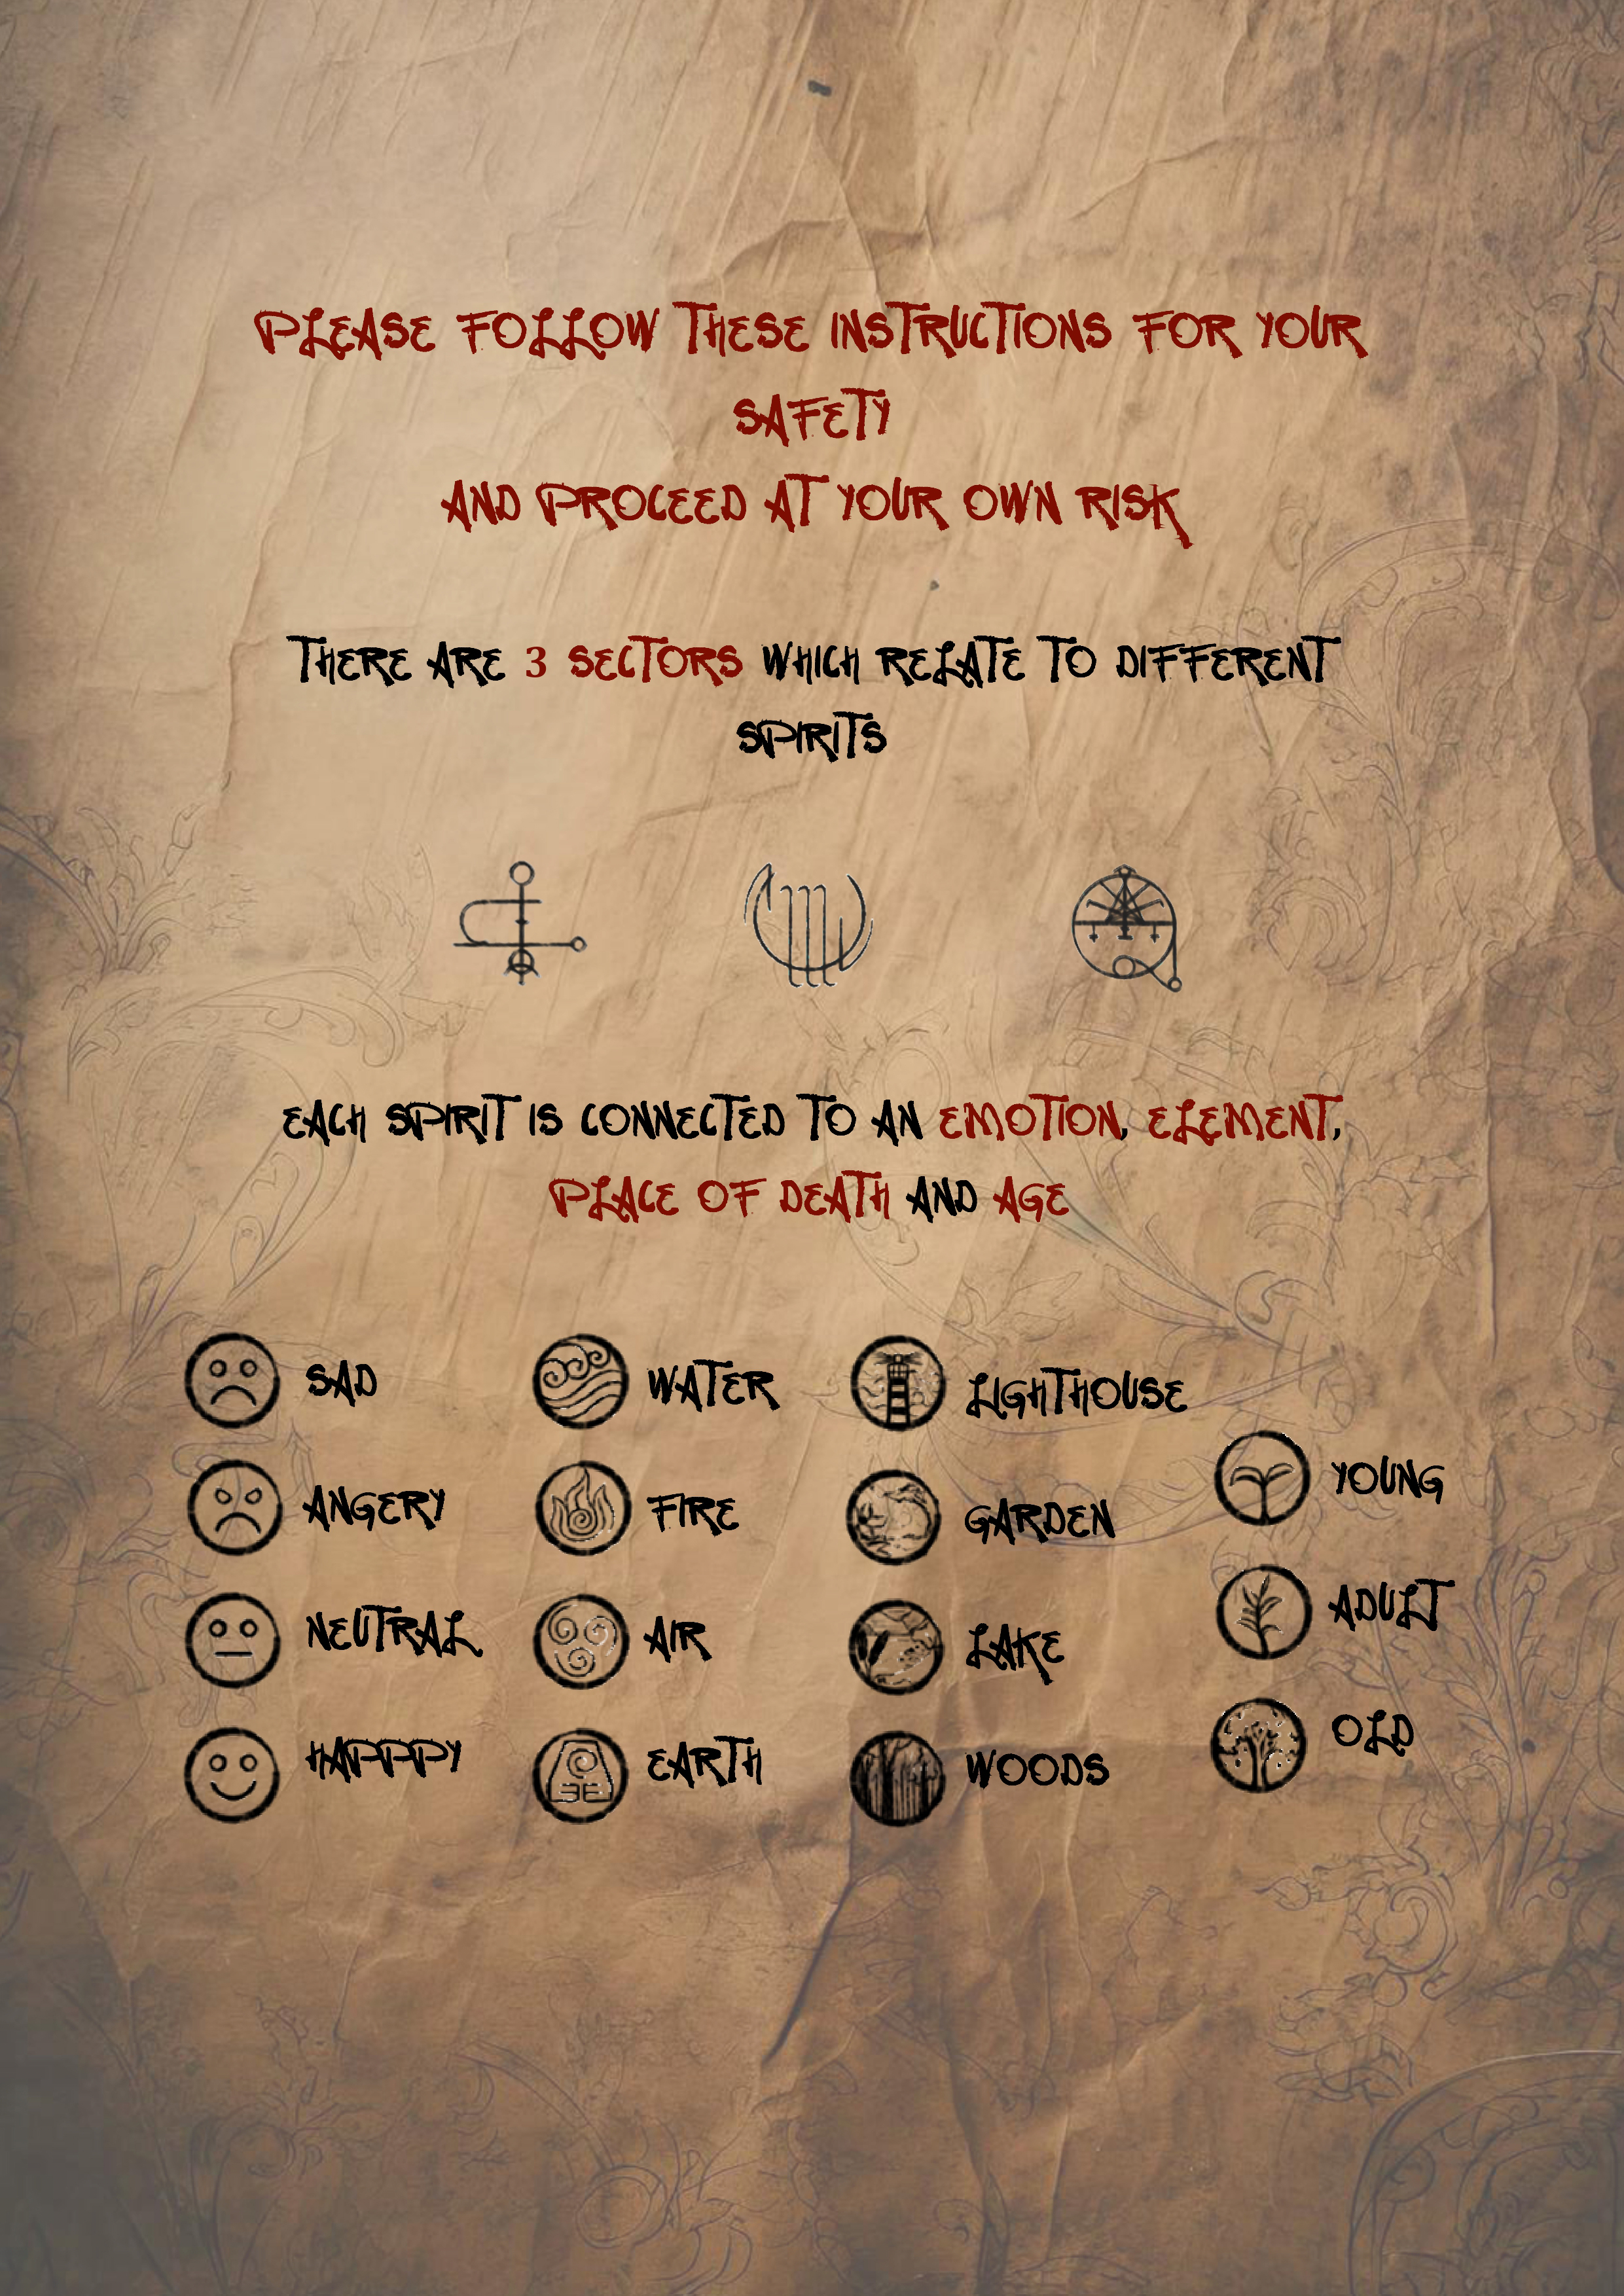 PLEASE FOLLOW THESE INSTRUCTIONS FOR YOUR
SAFETY
AND PROCEED AT YOUR OWN RISK
THERE ARE 3 SECTORS WHICH RELATE TO DIFFERENT
SPIRITS
EACH SPIRIT IS CONNECTED TO AN EMOTION, ELEMENT,
PLACE OF DEATH AND AGE
SAD
ANGERY
NEUTRAL
HAPPPY
WATER
FIRE
AIR
EARTH
LIGHTHOUSE
GARDEN
LAKE
WOODS
YOUNG
ADULT
OLD